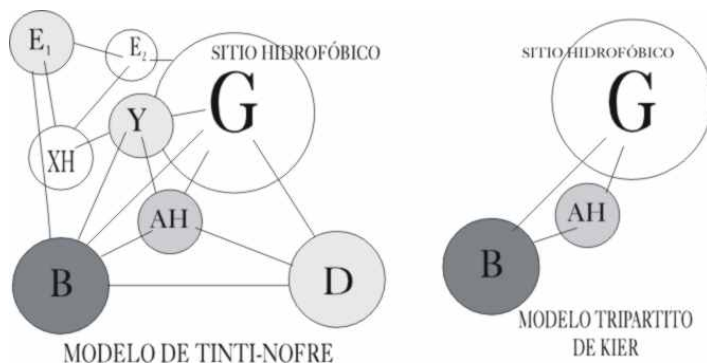 E₁
E₂
SITIO HIDROFÓBICO
G
Y
XH
AH
B
D
MODELO DE TINTI-NOFRE
SITIO HIDROFÓBICO
G
AH
B
MODELO TRIPARTITO
DE KIER